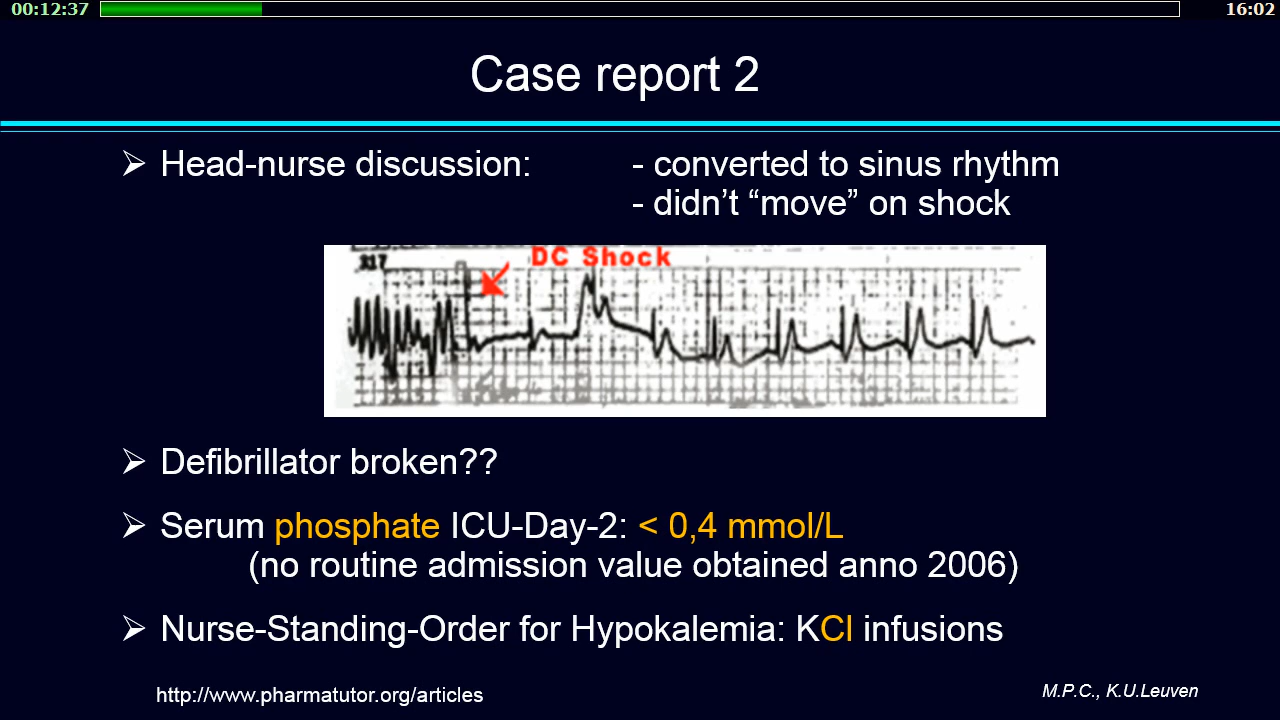 00:12:37 16:02
Case report 2
➢ Head-nurse discussion: - converted to sinus rhythm
- didn’t “move” on shock
DC Shock
➢ Defibrillator broken??
➢ Serum phosphate ICU-Day-2: < 0,4 mmol/L
(no routine admission value obtained anno 2006)
➢ Nurse-Standing-Order for Hypokalemia: KCl infusions
http://www.pharmatutor.org/articles
M.P.C., K.U.Leuven